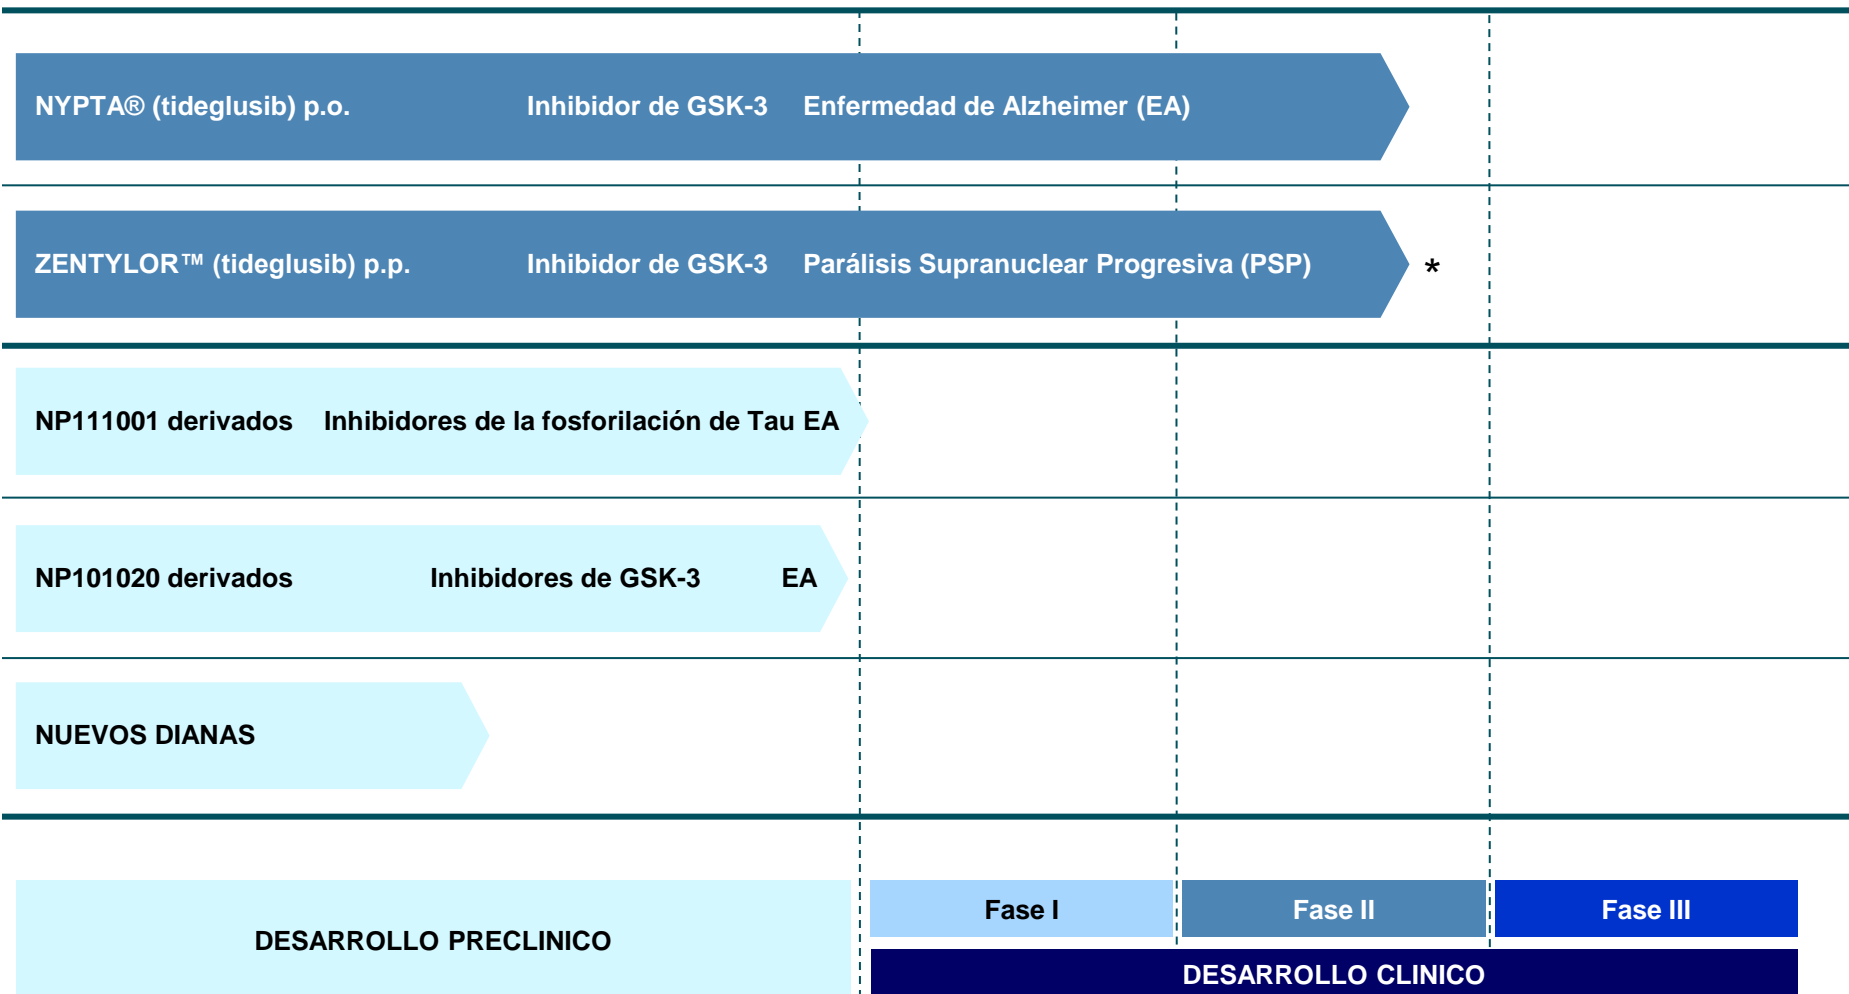 NYPTA® (tideglusib) p.o. Inhibidor de GSK-3 Enfermedad de Alzheimer (EA)
ZENTYLOR™ (tideglusib) p.p. Inhibidor de GSK-3 Parálisis Supranuclear Progresiva (PSP) *
NP111001 derivados Inhibidores de la fosforilación de Tau EA
NP101020 derivados Inhibidores de GSK-3 EA
NUEVOS DIANAS
Fase I Fase II Fase III
DESARROLLO PRECLINICO
DESARROLLO CLINICO